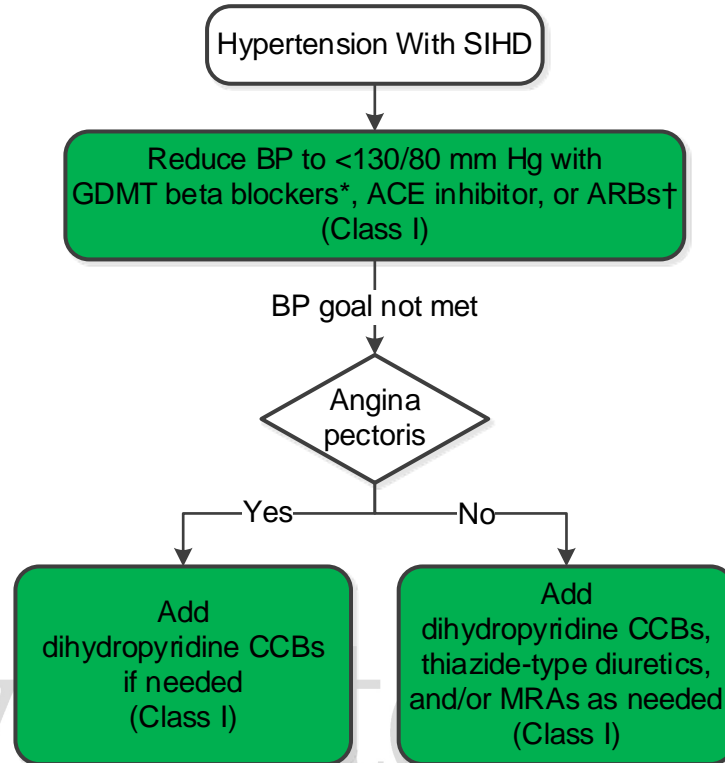 Hypertension With SIHD
Reduce BP to <130/80 mm Hg with
GDMT beta blockers*, ACE inhibitor, or ARBs†
(Class I)
BP goal not met
Angina
pectoris
Yes
No
Add
dihydropyridine CCBs
if needed
(Class I)
Add
dihydropyridine CCBs,
thiazide-type diuretics,
and/or MRAs as needed
(Class I)